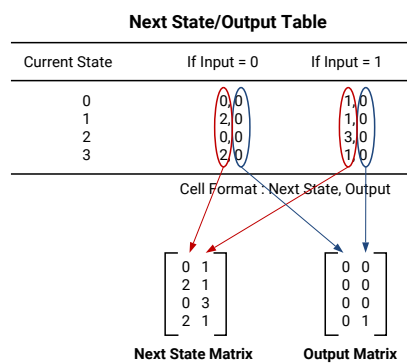 Next State/Output Table
Current State If Input = 0 If Input = 1
0 0, 0 1, 0
1 2, 0 1, 0
2 0, 0 3, 0
3 2, 0 1, 0
Cell Format : Next State, Output
0 1 0 0
2 1 0 0
0 3 0 0
2 1 0 1
Next State Matrix Output Matrix